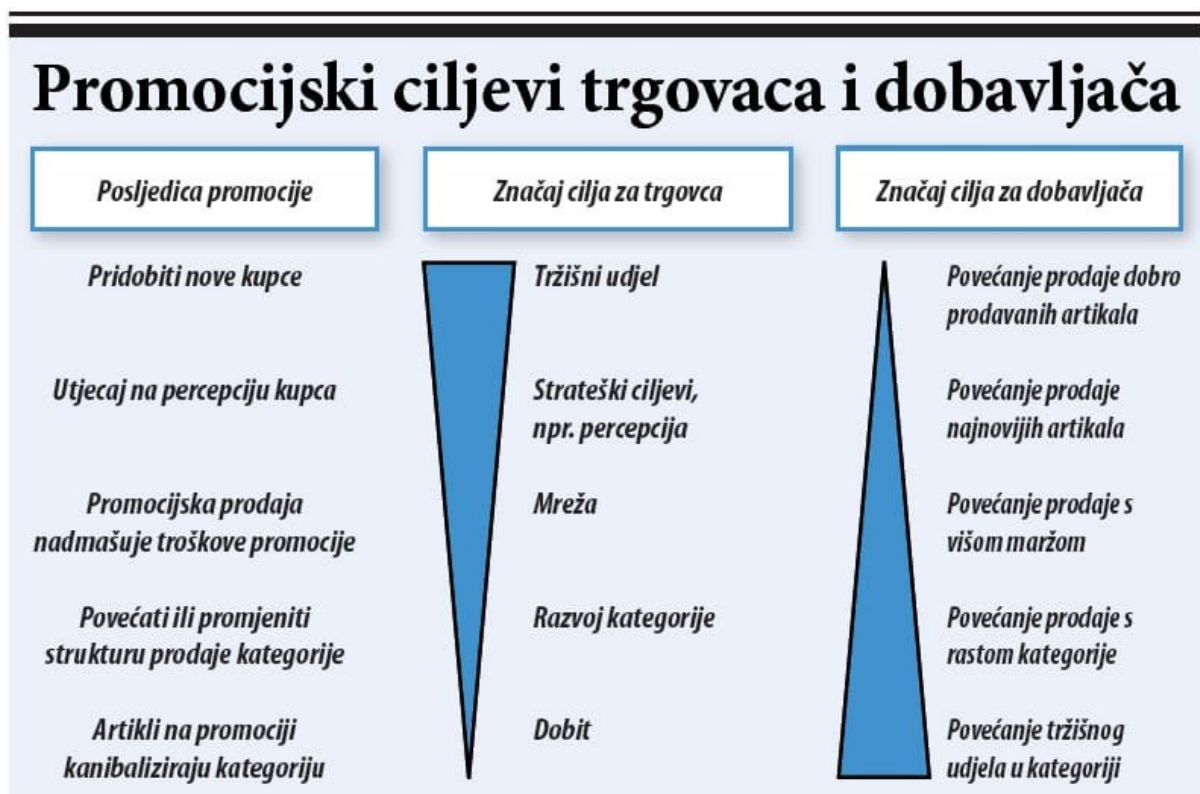 Promocijski ciljevi trgovaca i dobavljača
Posljedica promocije
Značaj cilja za trgovca
Značaj cilja za dobavljača
Pridobiti nove kupce
Tržišni udjel
Povećanje prodaje dobro
prodavanih artikala
Utjecaj na percepciju kupca
Strateški ciljevi,
npr. percepcija
Povećanje prodaje
najnovijih artikala
Promocijska prodaja
nadmašuje troškove promocije
Mreža
Povećanje prodaje s
višom maržom
Povećati ili promjeniti
strukturu prodaje kategorije
Razvoj kategorije
Povećanje prodaje s
rastom kategorije
Artikli na promociji
kanibaliziraju kategoriju
Dobit
Povećanje tržišnog
udjela u kategoriji